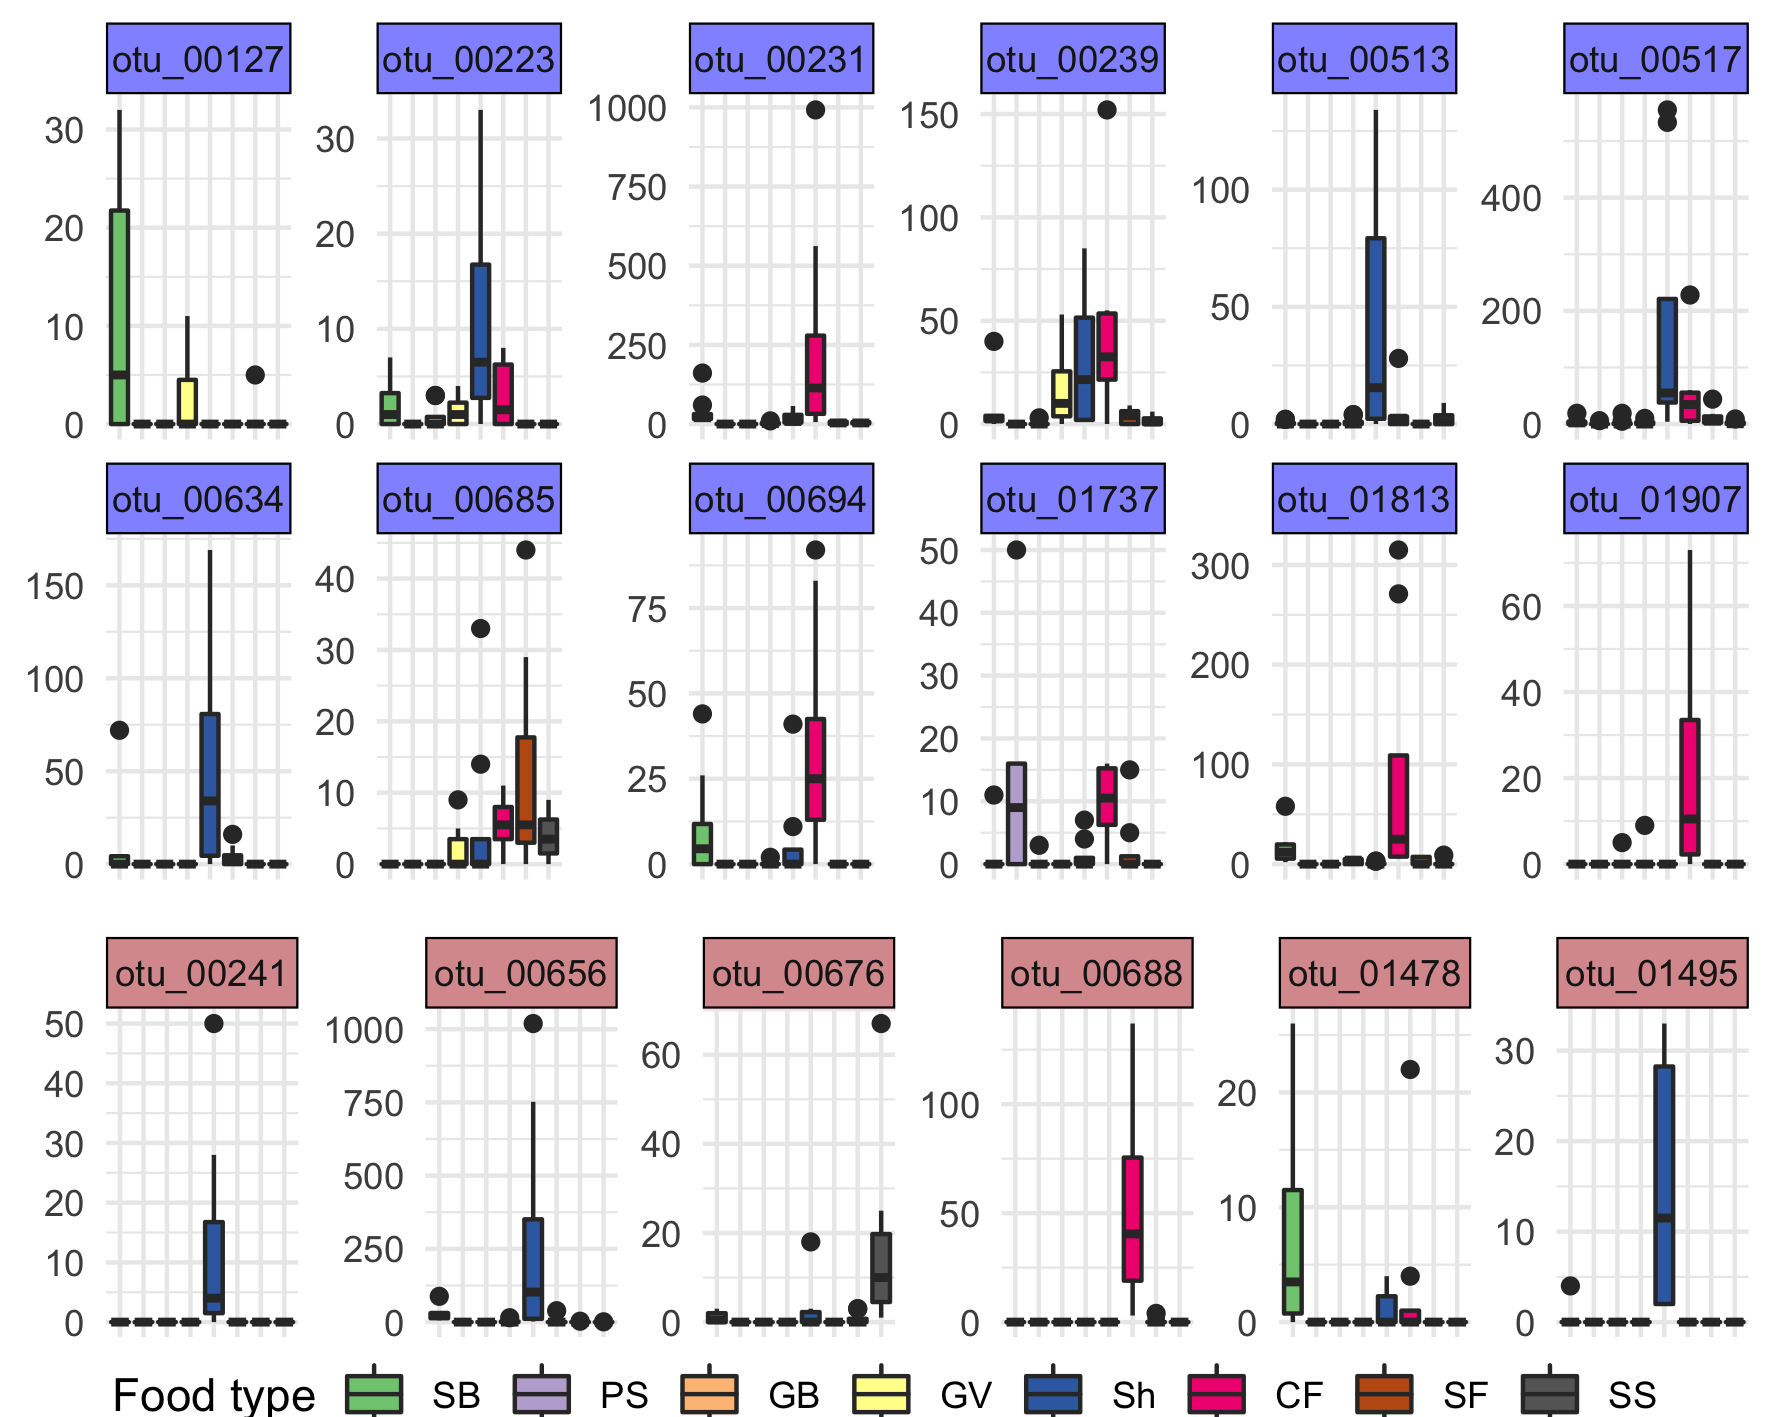 otu_00127 otu_00223 otu_00231 otu_00239 otu_00513 otu_00517
30 20 10 0
30 20 10 0
1000 750 500 250 0
150 100 50 0
100 50 0
400 200 0
otu_00634 otu_00685 otu_00694 otu_01737 otu_01813 otu_01907
150 100 50 0
40 30 20 10 0
75 50 25 0
50 40 30 20 10 0
300 200 100 0
60 40 20 0
otu_00241 otu_00656 otu_00676 otu_00688 otu_01478 otu_01495
50 40 30 20 10 0
1000 750 500 250 0
60 40 20 0
100 50 0
20 10 0
30 20 10 0
Food type SB PS GB GV Sh CF SF SS